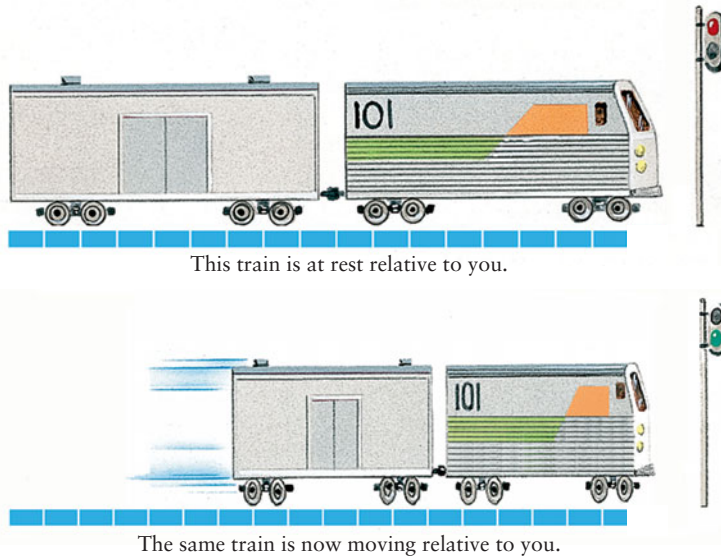 101
This train is at rest relative to you.
101
The same train is now moving relative to you.